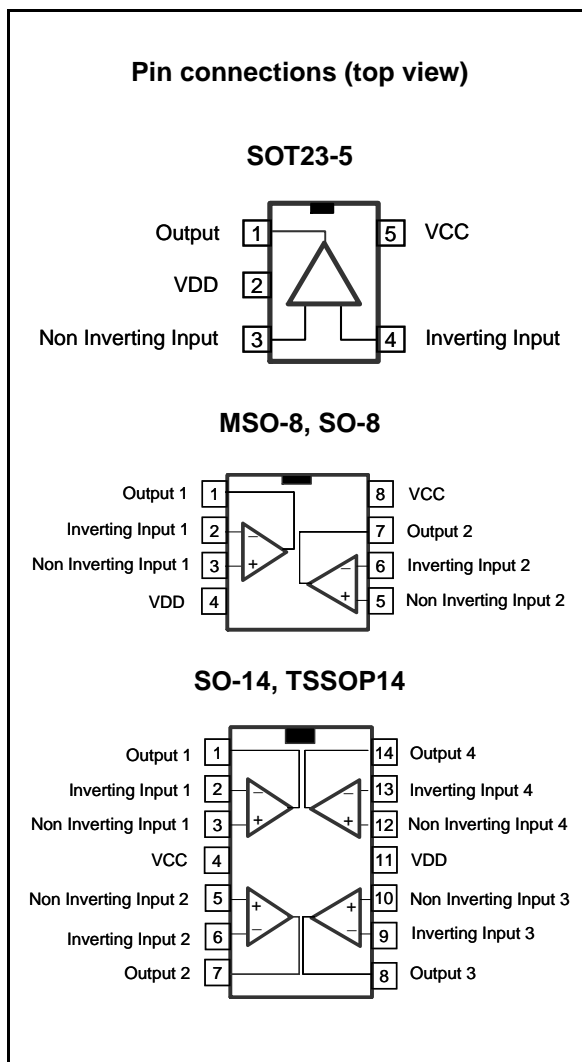 Pin connections (top view)
SOT23-5
Output 1 5 VCC
VDD 2
Non Inverting Input 3 4 Inverting Input
MSO-8, SO-8
Output 1 1 8 VCC
Inverting Input 1 2 − 7 Output 2
Non Inverting Input 1 3 + − 6 Inverting Input 2
VDD 4 + 5 Non Inverting Input 2
SO-14, TSSOP14
Output 1 1 14 Output 4
Inverting Input 1 2 − − 13 Inverting Input 4
Non Inverting Input 1 3 + + 12 Non Inverting Input 4
VCC 4 11 VDD
Non Inverting Input 2 5 + + 10 Non Inverting Input 3
Inverting Input 2 6 − − 9 Inverting Input 3
Output 2 7 8 Output 3